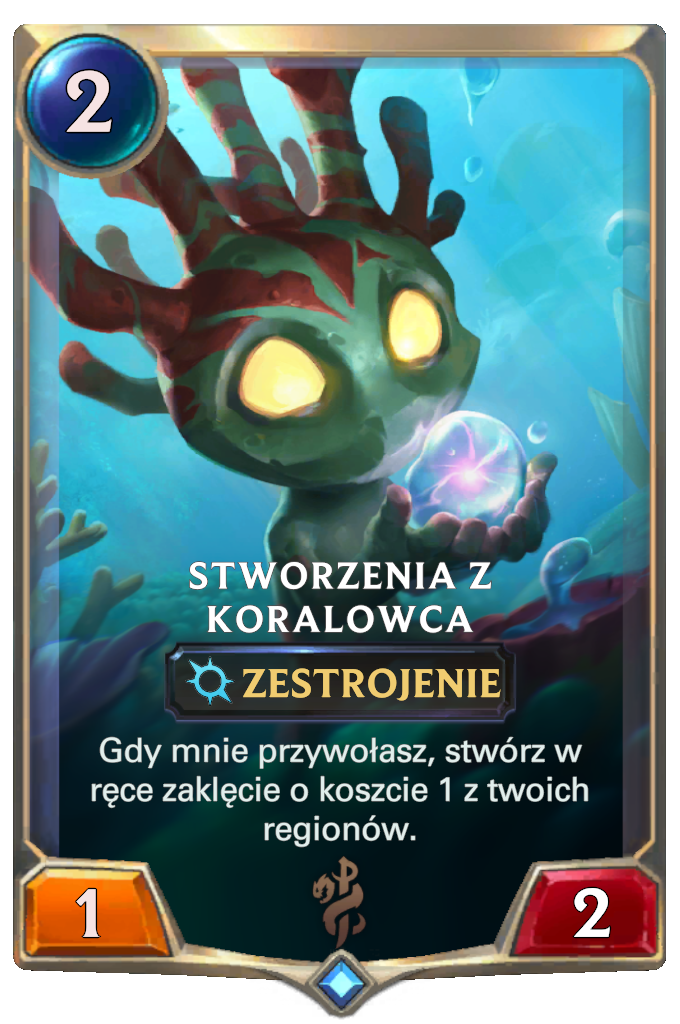 2
STWORZENIA Z
KORALOWCA
ZESTROJENIE
Gdy mnie przywołasz, stwórz w
ręce zaklęcie o koszcie 1 z twoich
regionów.
1
2